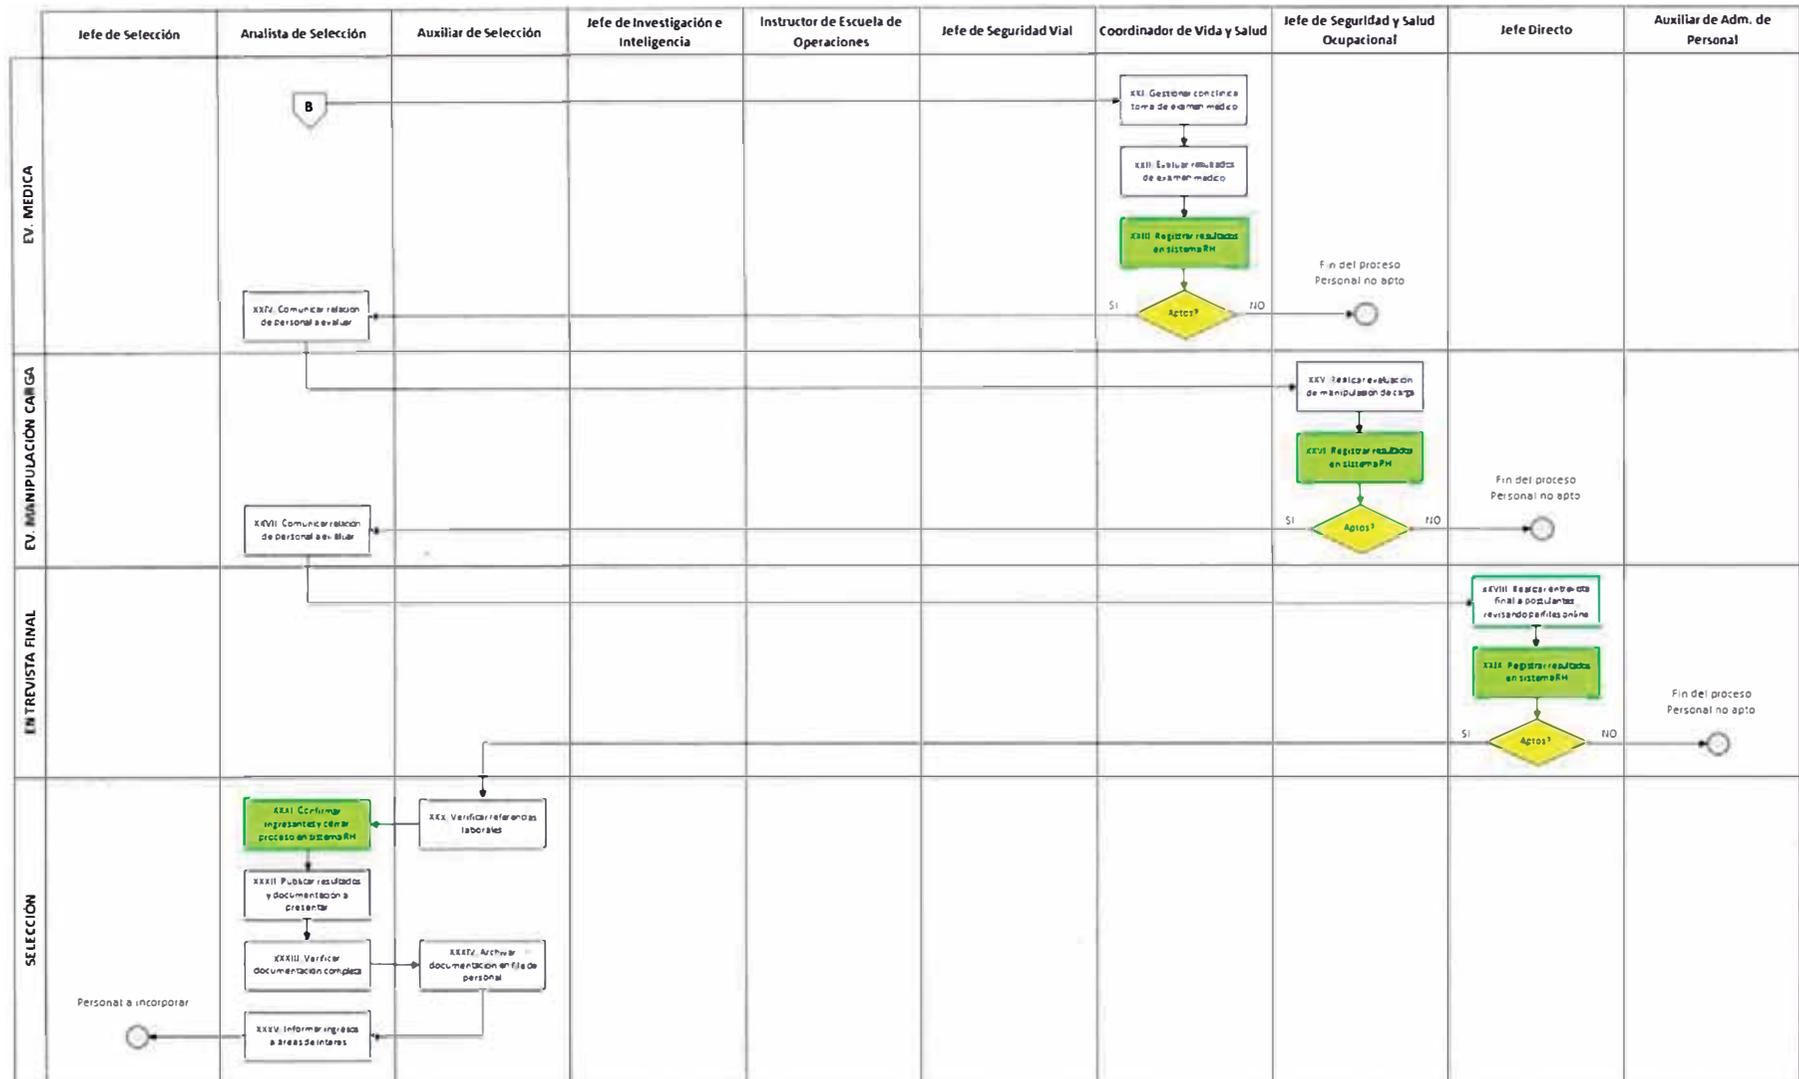 Jefe de Selección
Analista de Selección
Auxiliar de Selección
Jefe de Investigación e
Inteligencia
Instructor de Escuela de
Operaciones
Jefe de Seguridad Vial
Coordinador de Vida y Salud
Jefe de Seguridad y Salud
Ocupacional
Jefe Directo
Auxiliar de Adm. de
Personal
EV. MEDICA
B
XXI. Gestionar con clinica
toma de examen medico
XXII. Evaluar resultados
de examen medico
XXIII. Registrar resultados
en sistema RH
Aptos?
SI
NO
Fin del proceso
Personal no apto
XXIV. Comunicar relación
de personal a evaluar
EV. MANIPULACIÓN CARGA
XXV. Realizar evaluación
de manipulación de carga
XXVI. Registrar resultados
en sistema RH
Aptos?
SI
NO
Fin del proceso
Personal no apto
XXVII. Comunicar relación
de personal a evaluar
ENTREVISTA FINAL
XXVIII. Realizar entrevista
final a postulantes
revisando perfiles online
XXIX. Registrar resultados
en sistema RH
Aptos?
SI
NO
Fin del proceso
Personal no apto
SELECCIÓN
XXX. Verificar referencias
laborales
XXXI. Confirmar
ingresantes y cerrar
proceso en sistema RH
XXXII. Publicar resultados
y documentación a
presentar
XXXIII. Verificar
documentación completa
XXXIV. Archivar
documentación en file de
personal
XXXV. Informar ingresos
a áreas de interes
Personal a incorporar